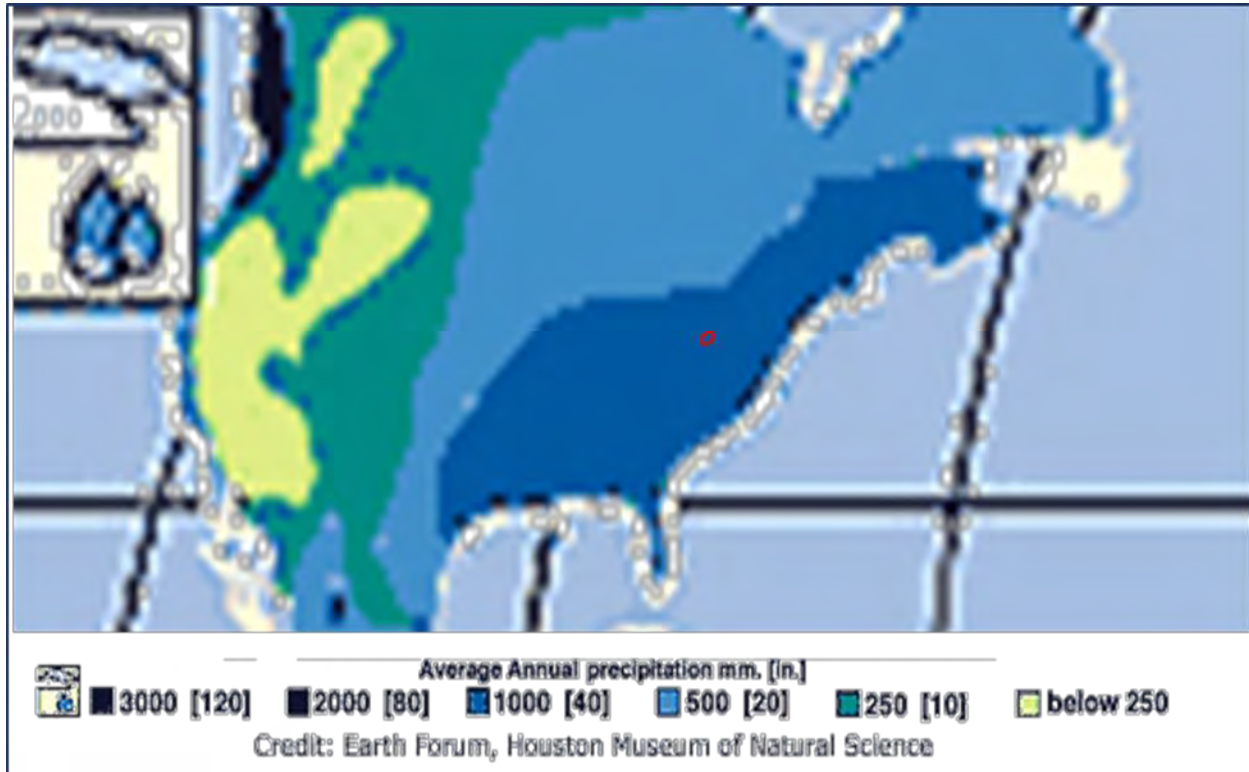 2000
Average Annual precipitation mm. [in.]
3000 [120] 2000 [80] 1000 [40] 500 [20] 250 [10] below 250
Credit: Earth Forum, Houston Museum of Natural Science